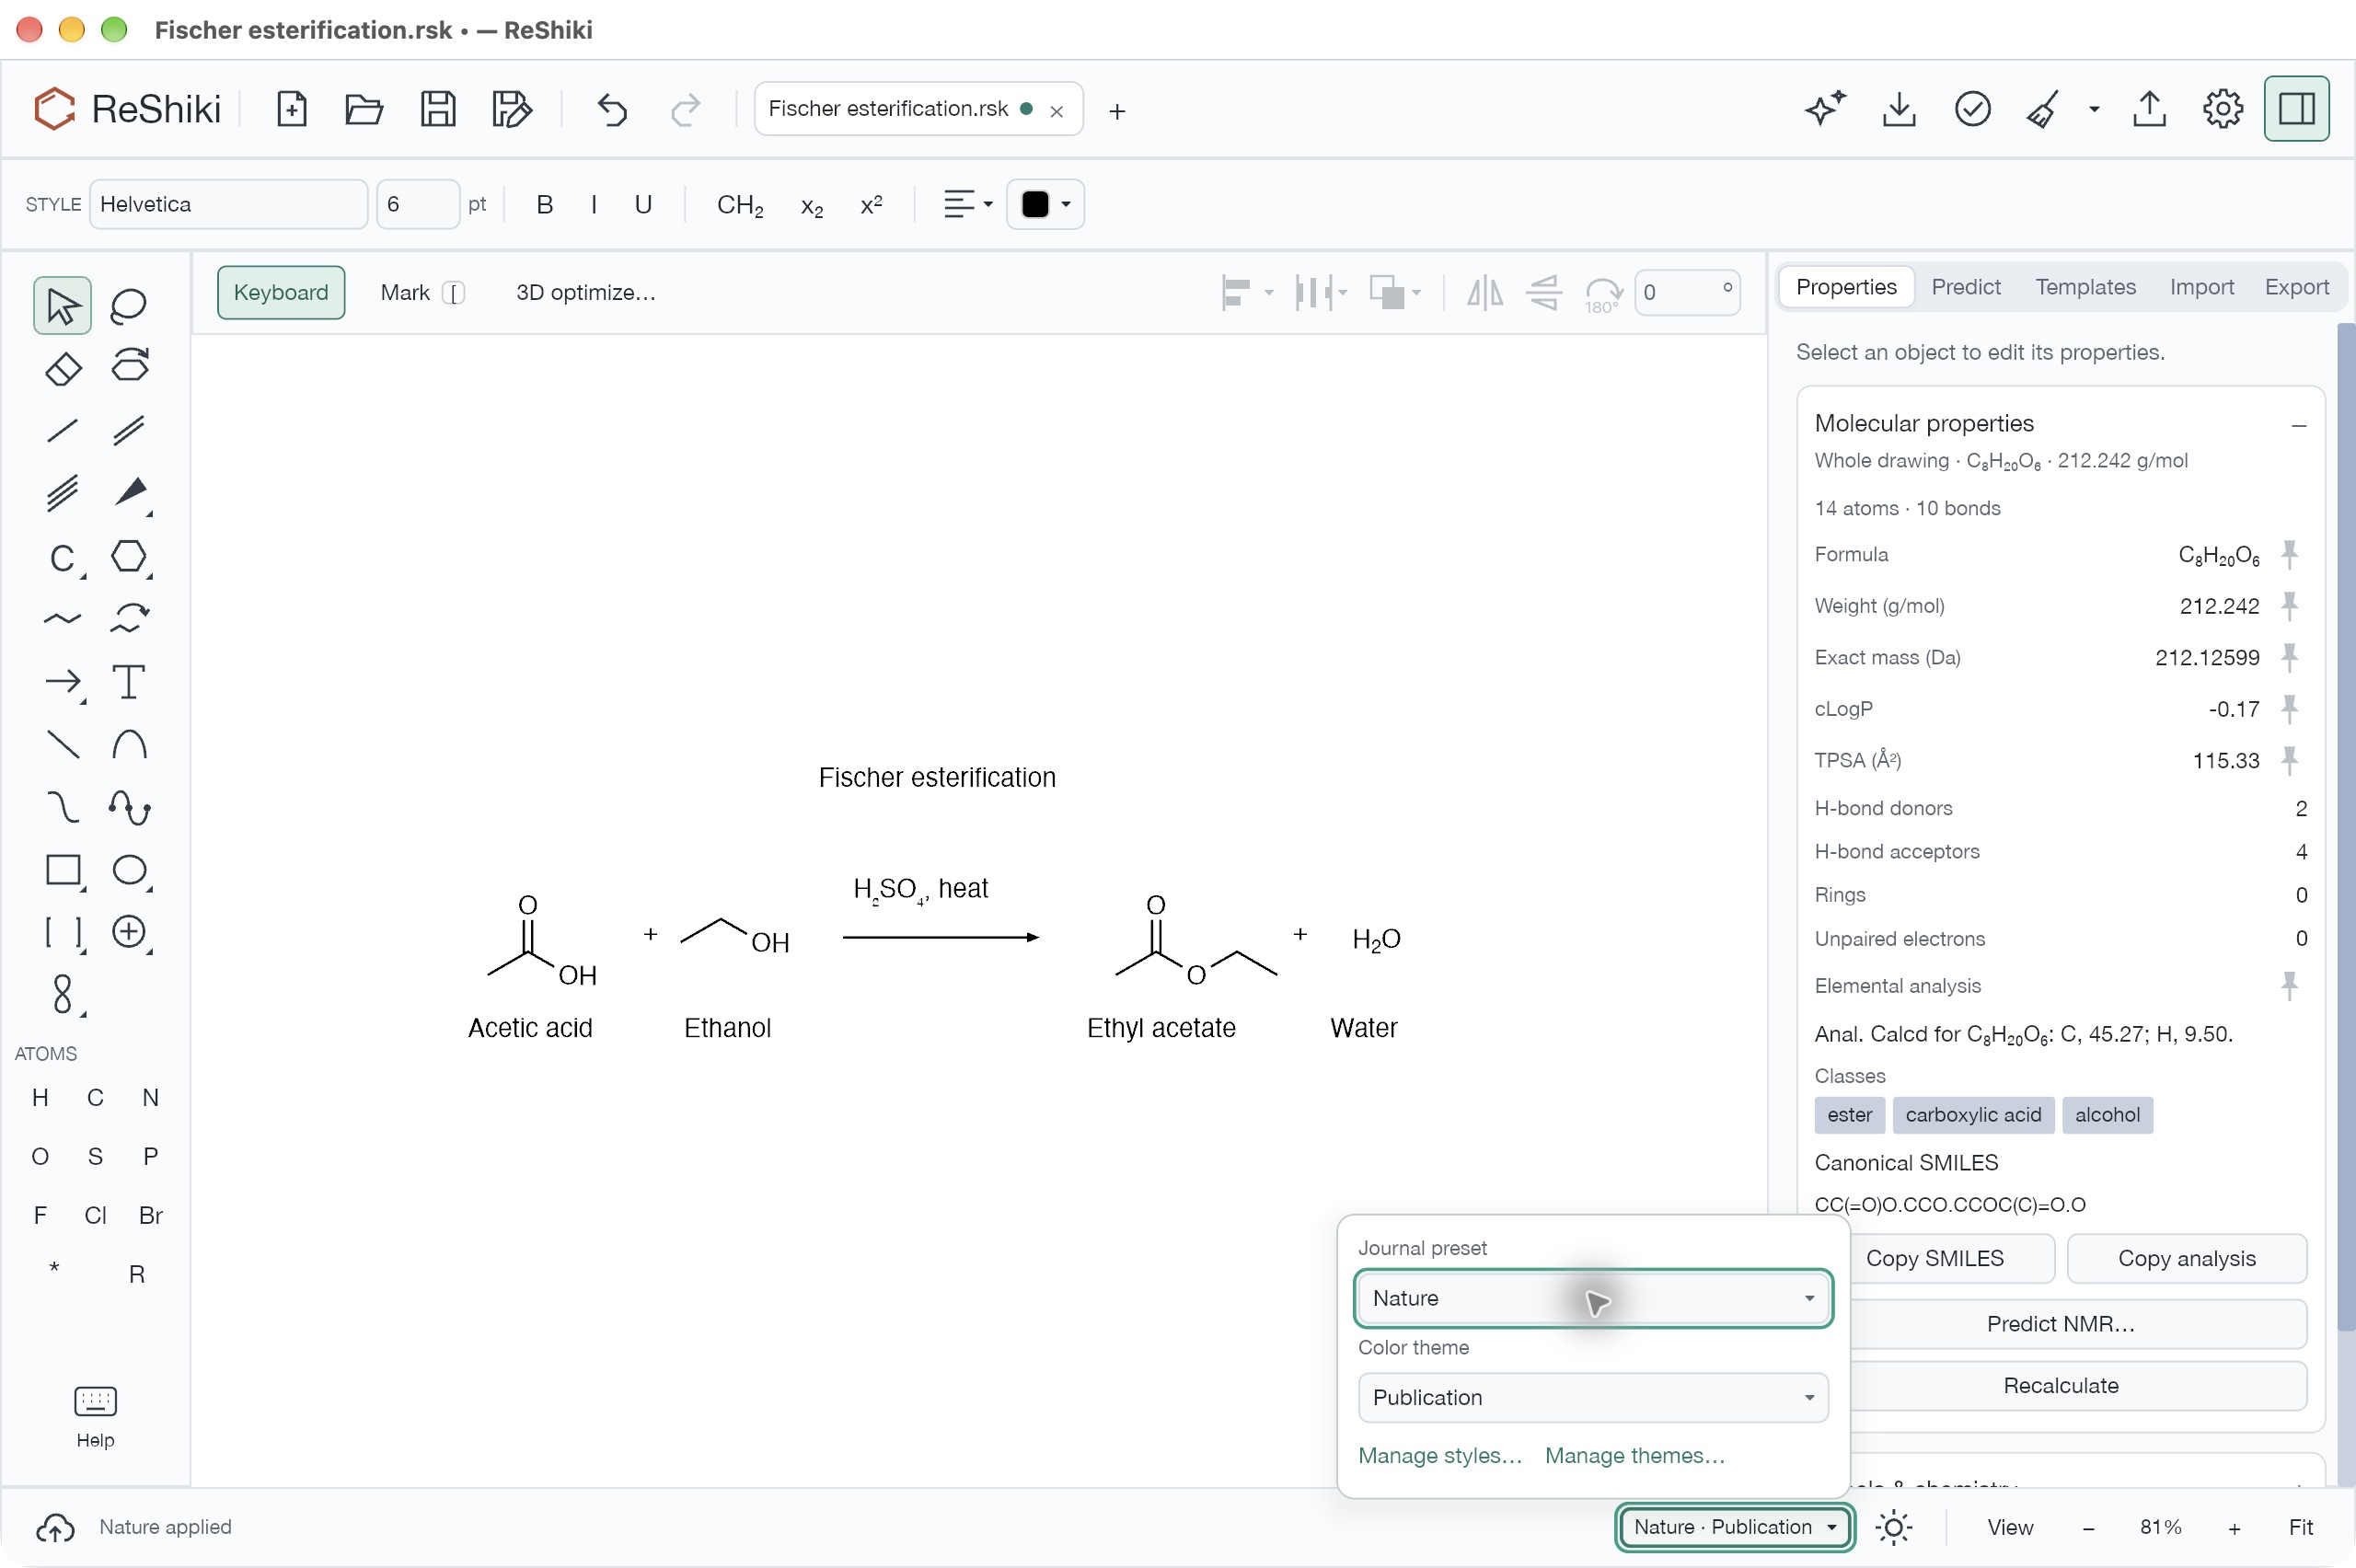 Fischer esterification.rsk • — ReShiki
ReShiki
Fischer esterification.rsk
STYLE Helvetica 6 pt B I U CH₂ x₂ x²
Keyboard Mark [ 3D optimize... 180° 0 °
Properties Predict Templates Import Export
Select an object to edit its properties.
Molecular properties
Whole drawing · C₈H₂₀O₆ · 212.242 g/mol
14 atoms · 10 bonds
Formula C₈H₂₀O₆
Weight (g/mol) 212.242
Exact mass (Da) 212.12599
cLogP -0.17
TPSA (Å²) 115.33
H-bond donors 2
H-bond acceptors 4
Rings 0
Unpaired electrons 0
Elemental analysis
Anal. Calcd for C₈H₂₀O₆: C, 45.27; H, 9.50.
Classes
ester carboxylic acid alcohol
Canonical SMILES
CC(=O)O.CCO.CCOC(C)=O.O
Copy SMILES Copy analysis
Predict NMR...
Recalculate
C
T
ATOMS
H C N
O S P
F Cl Br
* R
Help
Fischer esterification
H₂SO₄, heat
O O
+ OH + H₂O
OH O
Acetic acid Ethanol Ethyl acetate Water
Journal preset
Nature
Color theme
Publication
Manage styles... Manage themes...
Nature applied
Nature · Publication View − 81% + Fit